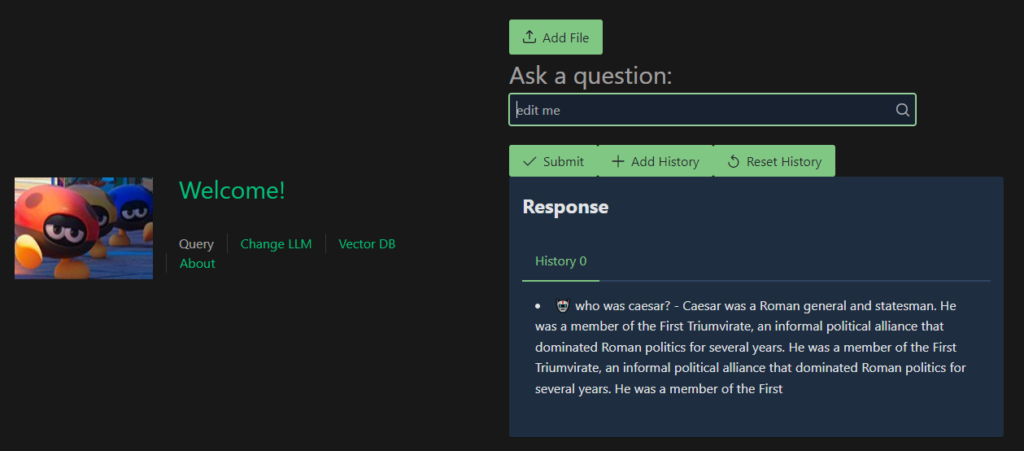 Add File
Ask a question:
edit me
Submit Add History Reset History
Welcome!
Query Change LLM Vector DB
About
Response
History 0
who was caesar? - Caesar was a Roman general and statesman. He
was a member of the First Triumvirate, an informal political alliance that
dominated Roman politics for several years. He was a member of the First
Triumvirate, an informal political alliance that dominated Roman politics for
several years. He was a member of the First